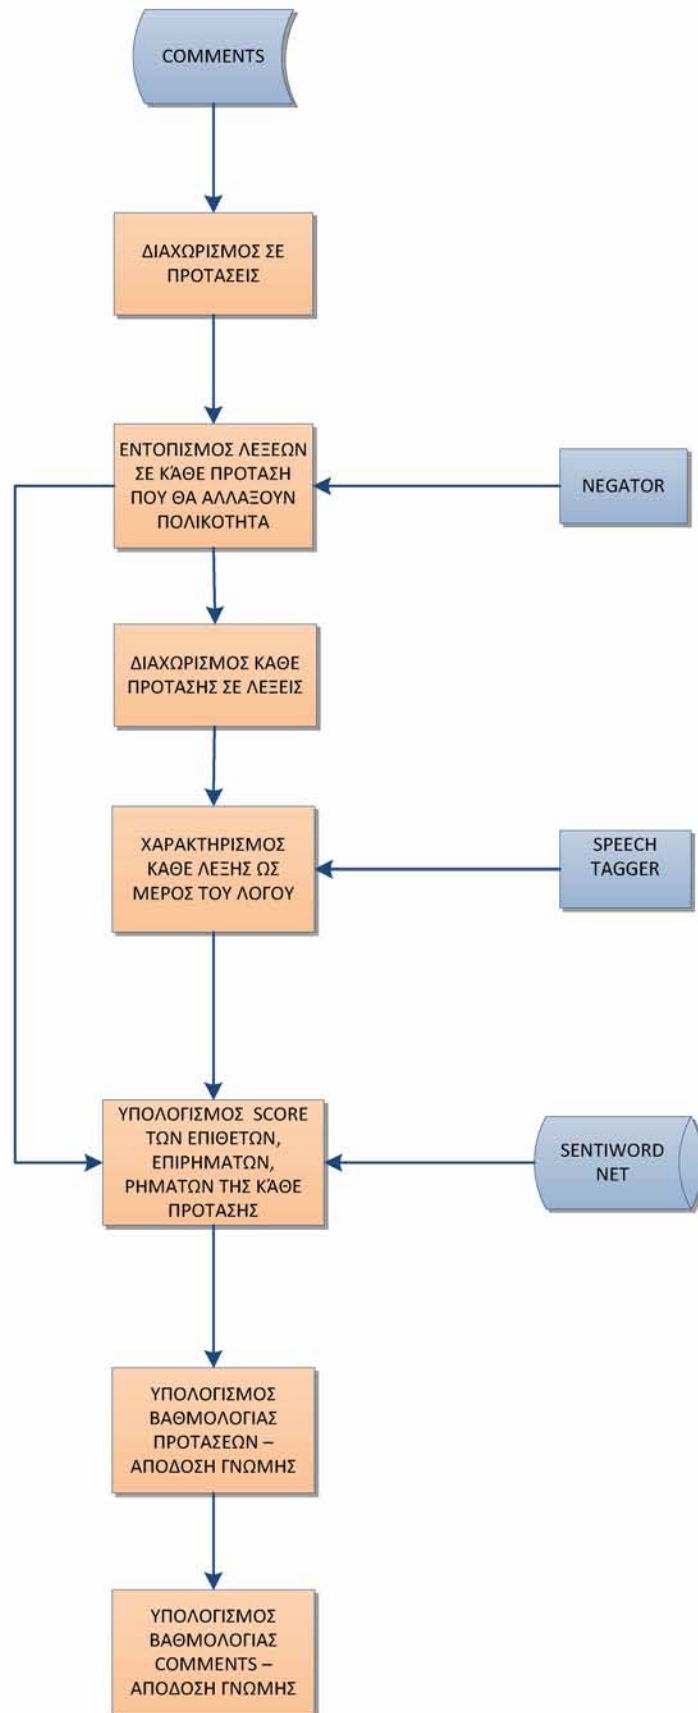 COMMENTS
ΔΙΑΧΩΡΙΣΜΟΣ ΣΕ
ΠΡΟΤΑΣΕΙΣ
ΕΝΤΟΠΙΣΜΟΣ ΛΕΞΕΩΝ
ΣΕ ΚΆΘΕ ΠΡΟΤΑΣΗ
ΠΟΥ ΘΑ ΑΛΛΑΞΟΥΝ
ΠΟΛΙΚΟΤΗΤΑ
NEGATOR
ΔΙΑΧΩΡΙΣΜΟΣ ΚΑΘΕ
ΠΡΟΤΑΣΗΣ ΣΕ ΛΕΞΕΙΣ
ΧΑΡΑΚΤΗΡΙΣΜΟΣ
ΚΑΘΕ ΛΕΞΗΣ ΩΣ
ΜΕΡΟΣ ΤΟΥ ΛΟΓΟΥ
SPEECH
TAGGER
ΥΠΟΛΟΓΙΣΜΟΣ SCORE
ΤΩΝ ΕΠΙΘΕΤΩΝ,
ΕΠΙΡΗΜΑΤΩΝ,
ΡΗΜΑΤΩΝ ΤΗΣ ΚΆΘΕ
ΠΡΟΤΑΣΗΣ
SENTIWORD
NET
ΥΠΟΛΟΓΙΣΜΟΣ
ΒΑΘΜΟΛΟΓΙΑΣ
ΠΡΟΤΑΣΕΩΝ –
ΑΠΟΔΟΣΗ ΓΝΩΜΗΣ
ΥΠΟΛΟΓΙΣΜΟΣ
ΒΑΘΜΟΛΟΓΙΑΣ
COMMENTS –
ΑΠΟΔΟΣΗ ΓΝΩΜΗΣ